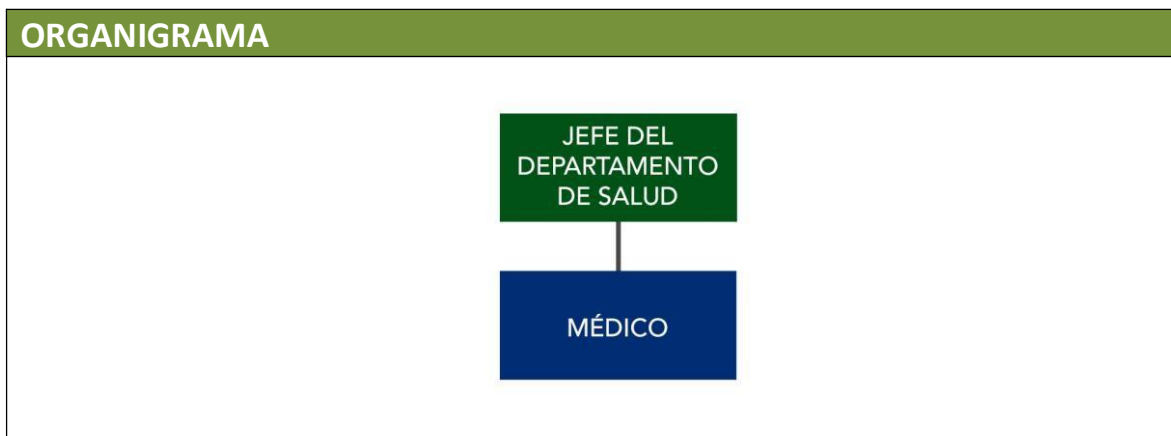 ORGANIGRAMA
JEFE DEL
DEPARTAMENTO
DE SALUD
MÉDICO